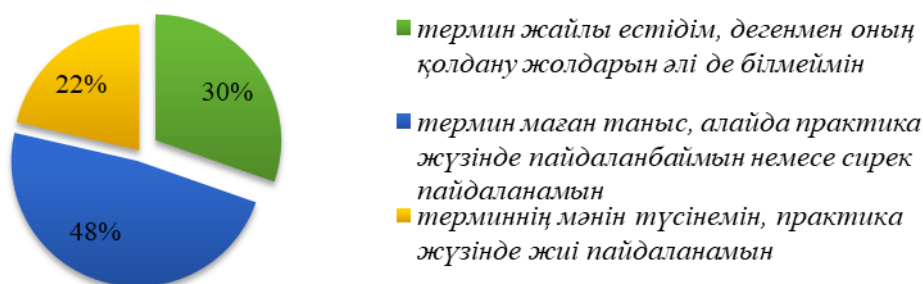 22%
30%
48%
термин жайлы естідім, дегенмен оның
қолдану жолдарын әлі де білмеймін
термин маған таныс, алайда практика
жүзінде пайдаланбаймын немесе сирек
пайдаланамын
терминнің мәнін түсінемін, практика
жүзінде жиі пайдаланамын